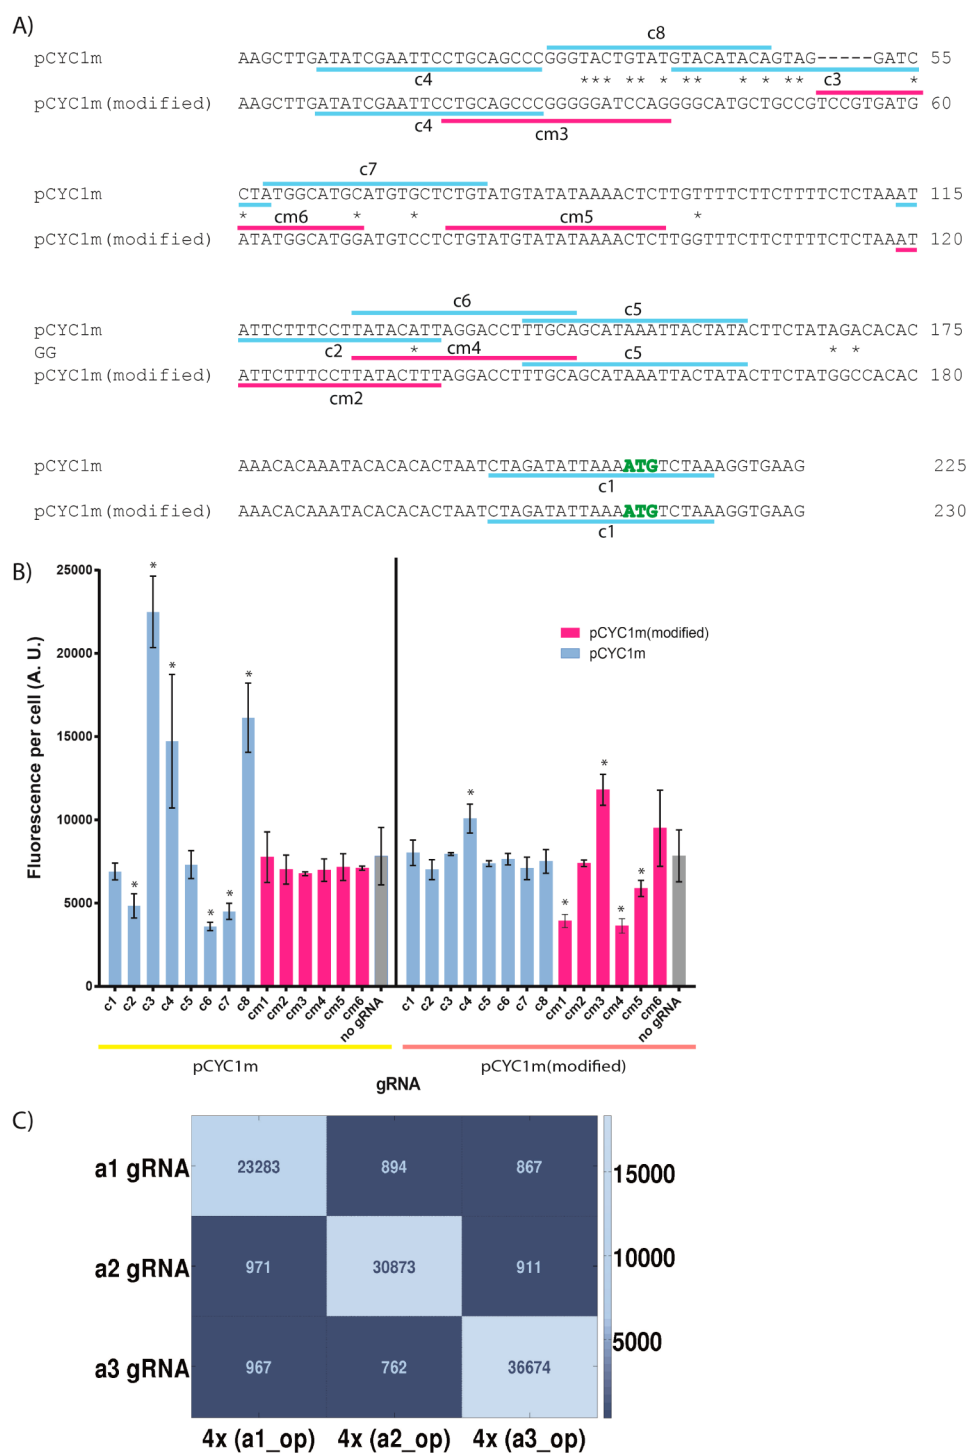 A)
c8
pCYC1m AAGCTTGATATCGAATTCCTGCAGCCCGGGTACTGTATGTACATACAGTAG-----GATC 55
c4 *** ** * * * * ** * c3
pCYC1m(modified) AAGCTTGATATCGAATTCCTGCAGCCCGGGGGATCCAGGGGCATGCTGCCGTCCGTGATG 60
c4 cm3
c7
pCYC1m CTATGGCATGCATGTGCTCTGTATGTATATAAAACTCTTGTTTTCTTCTTTTCTCTAAAT 115
* cm6 * * cm5 *
pCYC1m(modified) ATATGGCATGGATGTCCTCTGTATGTATATAAAACTCTTGGTTTCTTCTTTTCTCTAAAT 120
c6 c5
pCYC1m ATTCTTTCCTTATACATTAGGACCTTTGCAGCATAAATTACTATACTTCTATAGACACAC 175
GG c2 * cm4 c5 * *
pCYC1m(modified) ATTCTTTCCTTATACTTTAGGACCTTTGCAGCATAAATTACTATACTTCTATGGCCACAC 180
cm2
pCYC1m AAACACAAATACACACACTAATCTAGATATTAAAATGTCTAAAGGTGAAG 225
c1
pCYC1m(modified) AAACACAAATACACACACTAATCTAGATATTAAAATGTCTAAAGGTGAAG 230
c1
B)
Fluorescence per cell (A. U.)
25000
20000
15000
10000
5000
0
* * * * * * * * * * *
pCYC1m(modified)
pCYC1m
c1 c2 c3 c4 c5 c6 c7 c8 cm1 cm2 cm3 cm4 cm5 cm6 no gRNA c1 c2 c3 c4 c5 c6 c7 c8 cm1 cm2 cm3 cm4 cm5 cm6 no gRNA
pCYC1m pCYC1m(modified)
gRNA
C)
a1 gRNA 23283 894 867
a2 gRNA 971 30873 911
a3 gRNA 967 762 36674
4x (a1_op) 4x (a2_op) 4x (a3_op)
15000
10000
5000